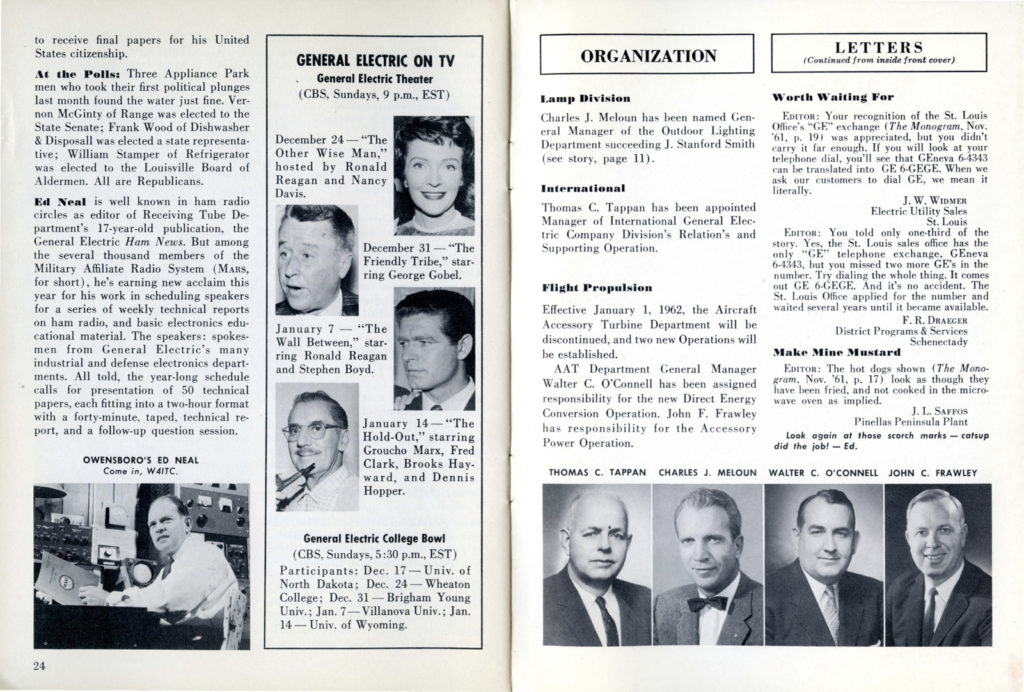 to receive final papers for his United
States citizenship.
At the Polls: Three Appliance Park
men who took their first political plunges
last month found the water just fine. Ver-
non McGinty of Range was elected to the
State Senate; Frank Wood of Dishwasher
& Disposall was elected a state representa-
tive; William Stamper of Refrigerator
was elected to the Louisville Board of
Aldermen. All are Republicans.
Ed Neal is well known in ham radio
circles as editor of Receiving Tube De-
partment's 17-year-old publication, the
General Electric Ham News. But among
the several thousand members of the
Military Affiliate Radio System (MARS,
for short), he's earning new acclaim this
year for his work in scheduling speakers
for a series of weekly technical reports
on ham radio, and basic electronics edu-
cational material. The speakers: spokes-
men from General Electric's many
industrial and defense electronics depart-
ments. All told, the year-long schedule
calls for presentation of 50 technical
papers, each fitting into a two-hour format
with a forty-minute, taped, technical re-
port, and a follow-up question session.
OWENSBORO'S ED NEAL
Come in, W4ITC.
24
GENERAL ELECTRIC ON TV
General Electric Theater
(CBS, Sundays, 9 p.m., EST)
December 24—"The
Other Wise Man,"
hosted by Ronald
Reagan and Nancy
Davis.
December 31—"The
Friendly Tribe," star-
ring George Gobel.
January 7 — "The
Wall Between," star-
ring Ronald Reagan
and Stephen Boyd.
January 14—"The
Hold-Out," starring
Groucho Marx, Fred
Clark, Brooks Hay-
ward, and Dennis
Hopper.
General Electric College Bowl
(CBS, Sundays, 5:30 p.m., EST)
Participants: Dec. 17—Univ. of
North Dakota; Dec. 24—Wheaton
College; Dec. 31—Brigham Young
Univ.; Jan. 7—Villanova Univ.; Jan.
14—Univ. of Wyoming.
ORGANIZATION
Lamp Division
Charles J. Meloun has been named Gen-
eral Manager of the Outdoor Lighting
Department succeeding J. Stanford Smith
(see story, page 11).
International
Thomas C. Tappan has been appointed
Manager of International General Elec-
tric Company Division's Relation's and
Supporting Operation.
Flight Propulsion
Effective January 1, 1962, the Aircraft
Accessory Turbine Department will be
discontinued, and two new Operations will
be established.
AAT Department General Manager
Walter C. O'Connell has been assigned
responsibility for the new Direct Energy
Conversion Operation. John F. Frawley
has responsibility for the Accessory
Power Operation.
LETTERS
(Continued from inside front cover)
Worth Waiting For
EDITOR: Your recognition of the St. Louis
Office's "GE" exchange (The Monogram, Nov.
'61, p. 19) was appreciated, but you didn't
carry it far enough. If you will look at your
telephone dial, you'll see that GEneva 6-4343
can be translated into GE 6-GEGE. When we
ask our customers to dial GE, we mean it
literally.
J. W. WIDMER
Electric Utility Sales
St. Louis
EDITOR: You told only one-third of the
story. Yes, the St. Louis sales office has the
only "GE" telephone exchange, GEneva
6-4343, but you missed two more GE's in the
number. Try dialing the whole thing. It comes
out GE 6-GEGE. And it's no accident. The
St. Louis Office applied for the number and
waited several years until it became available.
F. R. DRAEGER
District Programs & Services
Schenectady
Make Mine Mustard
EDITOR: The hot dogs shown (The Mono-
gram, Nov. '61, p. 17) look as though they
have been fried, and not cooked in the micro-
wave oven as implied.
J. L. SAFFOS
Pinellas Peninsula Plant
Look again at those scorch marks — catsup
did the job! — Ed.
THOMAS C. TAPPAN CHARLES J. MELOUN WALTER C. O'CONNELL JOHN C. FRAWLEY